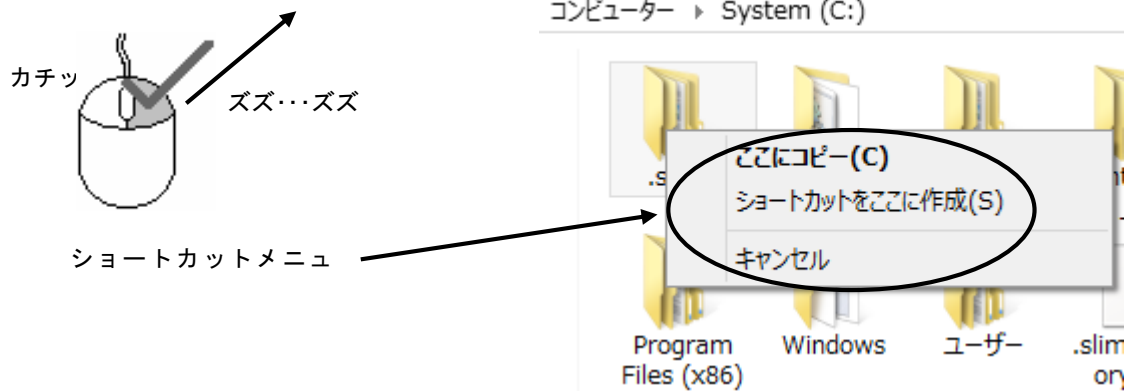 コンピューター ▸ System (C:)
カチッ
ズズ･･･ズズ
ここにコピー(C)
ショートカットをここに作成(S)
キャンセル
ショートカットメニュー
.s
Program
Files (x86)
Windows
ユーザー
.slim
ory